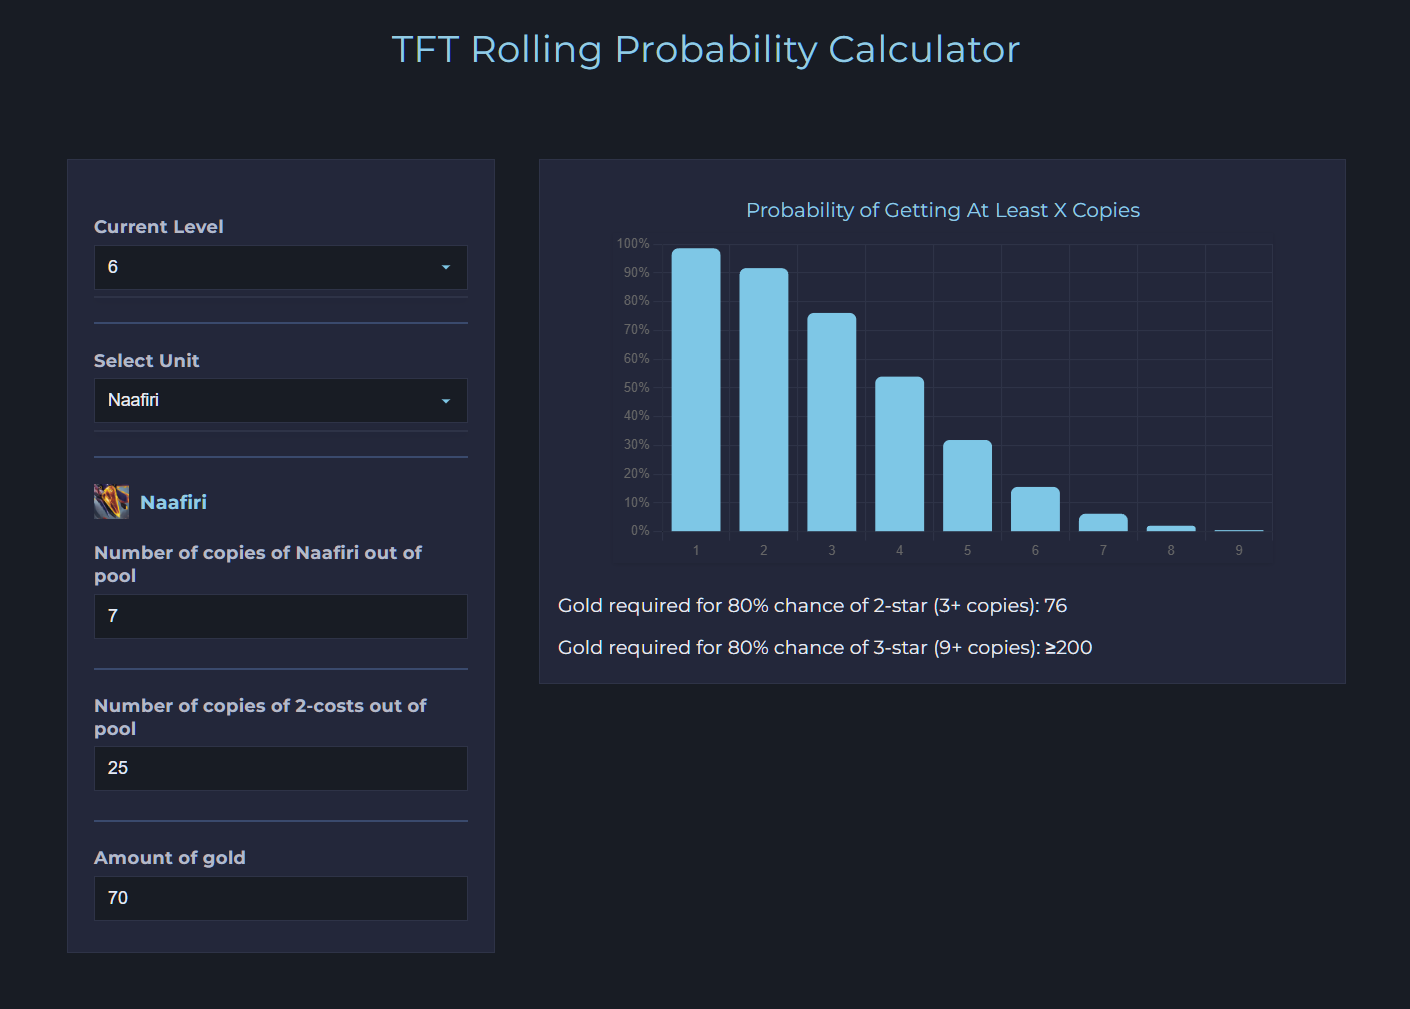 TFT Rolling Probability Calculator
Current Level
6
Select Unit
Naafiri
Naafiri
Number of copies of Naafiri out of
pool
7
Number of copies of 2-costs out of
pool
25
Amount of gold
70
Probability of Getting At Least X Copies
100%
90%
80%
70%
60%
50%
40%
30%
20%
10%
0%
1 2 3 4 5 6 7 8 9
Gold required for 80% chance of 2-star (3+ copies): 76
Gold required for 80% chance of 3-star (9+ copies): ≥200